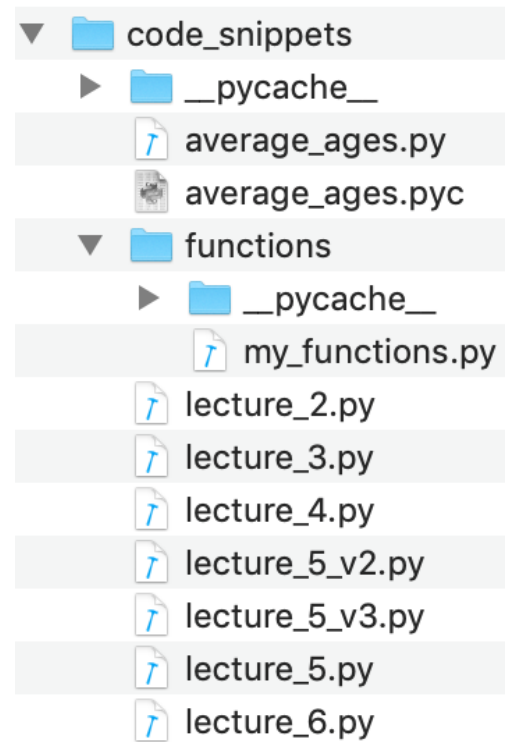 code_snippets
__pycache__
average_ages.py
average_ages.pyc
functions
__pycache__
my_functions.py
lecture_2.py
lecture_3.py
lecture_4.py
lecture_5_v2.py
lecture_5_v3.py
lecture_5.py
lecture_6.py